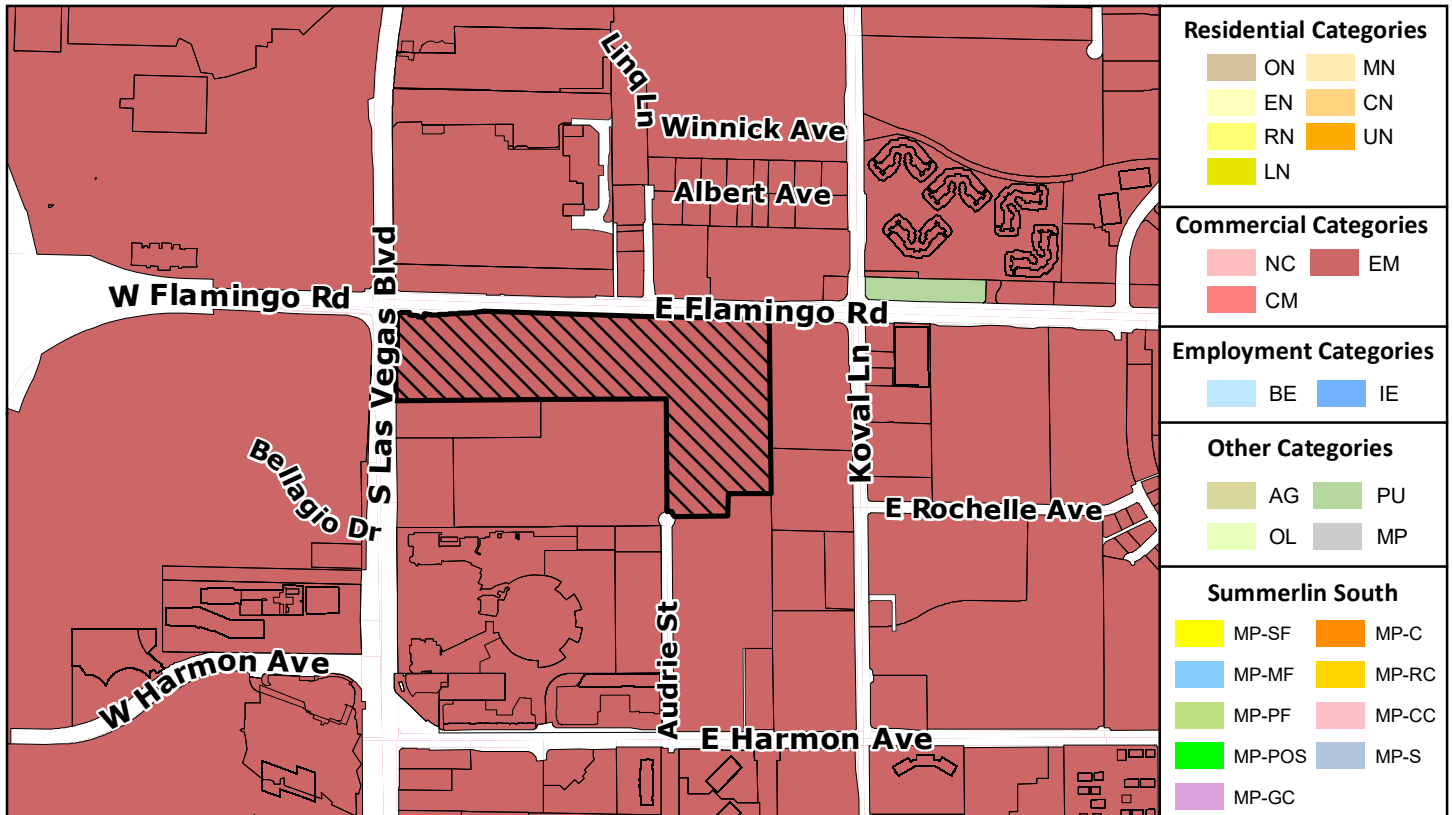 Linq Ln
Winnick Ave
Albert Ave
W Flamingo Rd
S Las Vegas Blvd
E Flamingo Rd
Koval Ln
Bellagio Dr
E Rochelle Ave
Audrie St
W Harmon Ave
E Harmon Ave
Residential Categories
ON MN
EN CN
RN UN
LN
Commercial Categories
NC EM
CM
Employment Categories
BE IE
Other Categories
AG PU
OL MP
Summerlin South
MP-SF MP-C
MP-MF MP-RC
MP-PF MP-CC
MP-POS MP-S
MP-GC